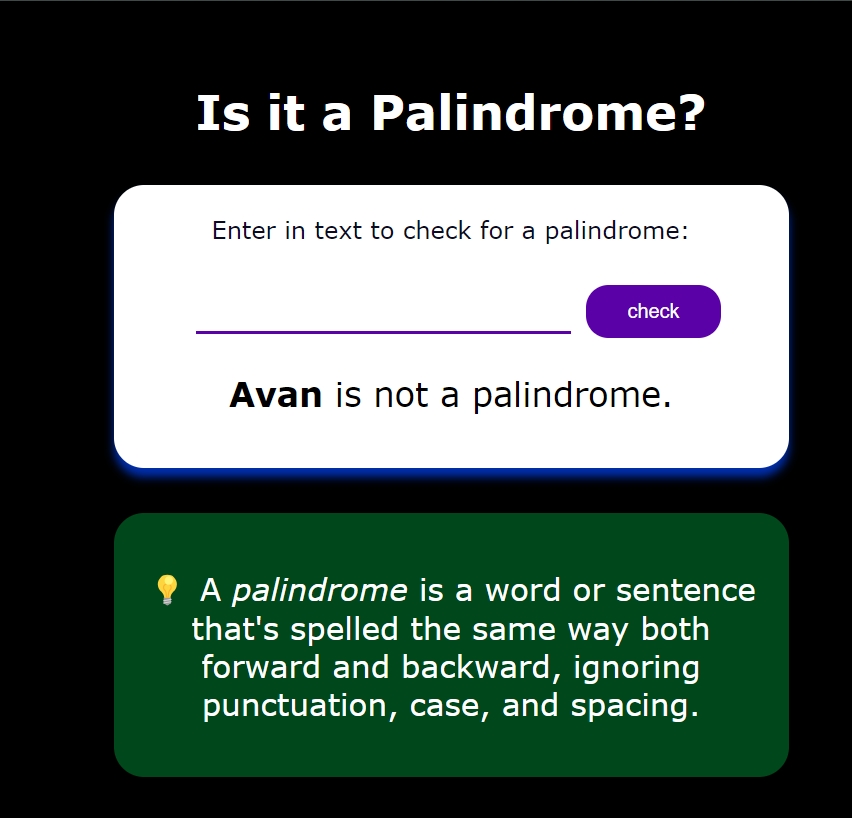 Is it a Palindrome?
Enter in text to check for a palindrome:
check
Avan is not a palindrome.
💡 A palindrome is a word or sentence
that's spelled the same way both
forward and backward, ignoring
punctuation, case, and spacing.